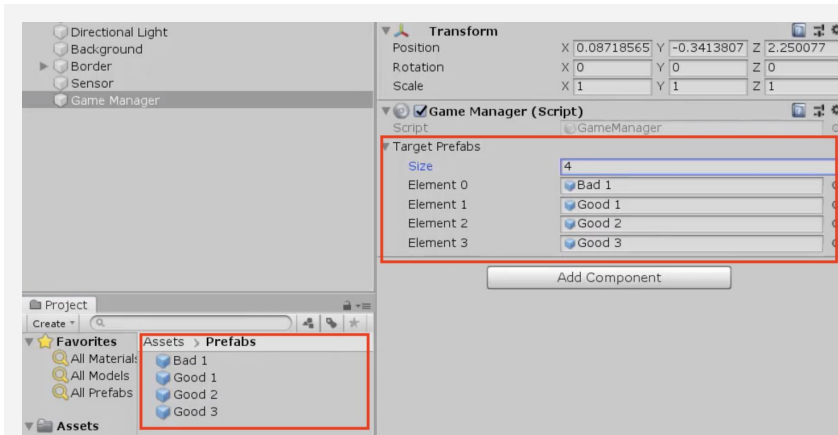 Directional Light
Background
Border
Sensor
Game Manager
Transform
Position X 0.08718565 Y -0.3413807 Z 2.250077
Rotation X 0 Y 0 Z 0
Scale X 1 Y 1 Z 1
Game Manager (Script)
Script GameManager
Target Prefabs
Size 4
Element 0 Bad 1
Element 1 Good 1
Element 2 Good 2
Element 3 Good 3
Add Component
Project
Create
Favorites
All Materials
All Models
All Prefabs
Assets
Assets > Prefabs
Bad 1
Good 1
Good 2
Good 3